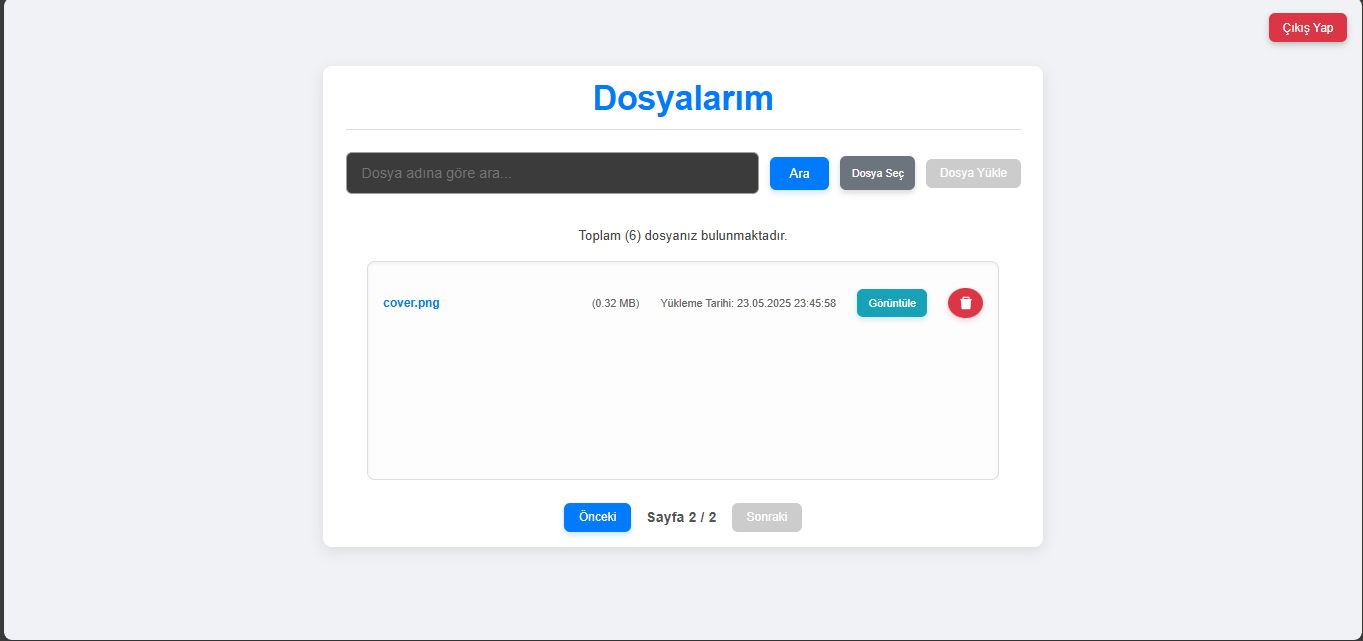 Çıkış Yap
Dosyalarım
Dosya adına göre ara... Ara Dosya Seç Dosya Yükle
Toplam (6) dosyanız bulunmaktadır.
cover.png (0.32 MB) Yükleme Tarihi: 23.05.2025 23:45:58 Görüntüle
Önceki Sayfa 2 / 2 Sonraki